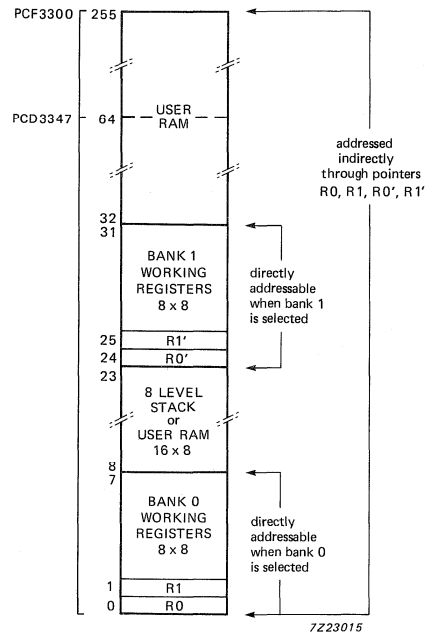 PCF3300 255
PCD3347 64
USER
RAM
addressed
indirectly
through pointers
R0, R1, R0', R1'
32
31
BANK 1
WORKING
REGISTERS
8 x 8
directly
addressable
when bank 1
is selected
25 R1'
24 R0'
23
8 LEVEL
STACK
or
USER RAM
16 x 8
8
7
BANK 0
WORKING
REGISTERS
8 x 8
directly
addressable
when bank 0
is selected
1 R1
0 R0
7Z23015